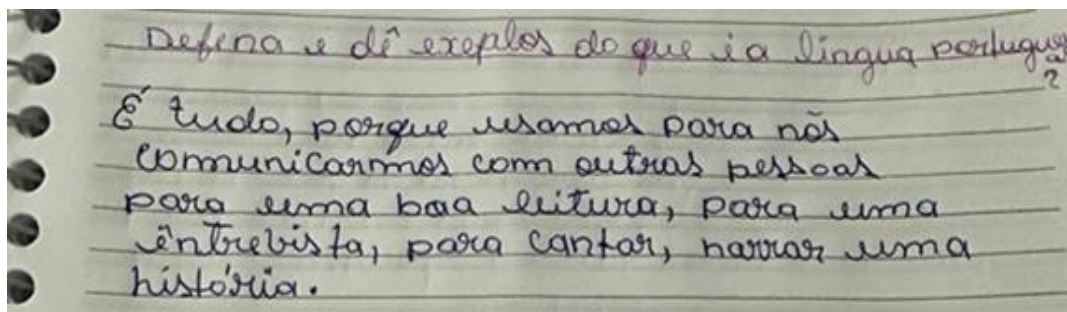 Defina e dê exeplos do que é a língua portuguesa?
É tudo, porque usamos para nós
comunicarmos com outras pessoas
para uma boa leitura, para uma
êntrebista, para cantar, narrar uma
história.